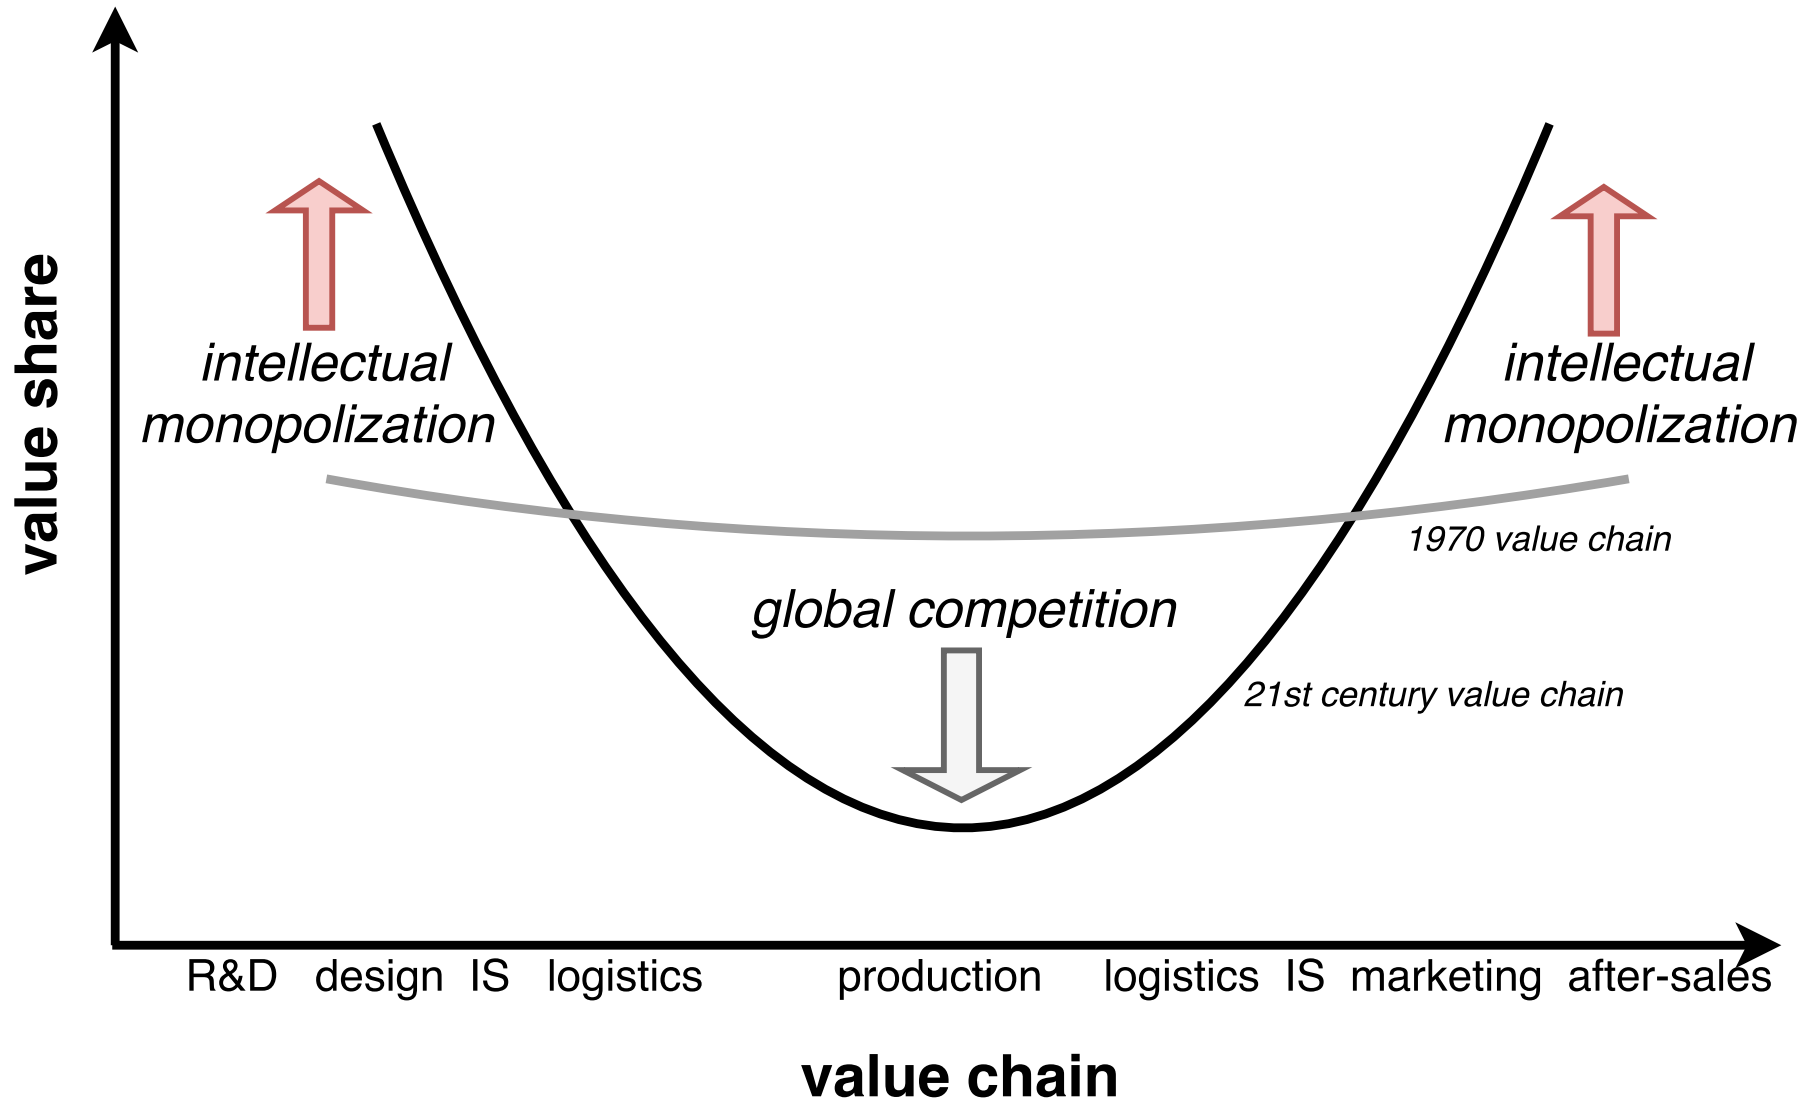 value share
intellectual
monopolization
intellectual
monopolization
1970 value chain
global competition
21st century value chain
R&D design IS logistics production logistics IS marketing after-sales
value chain